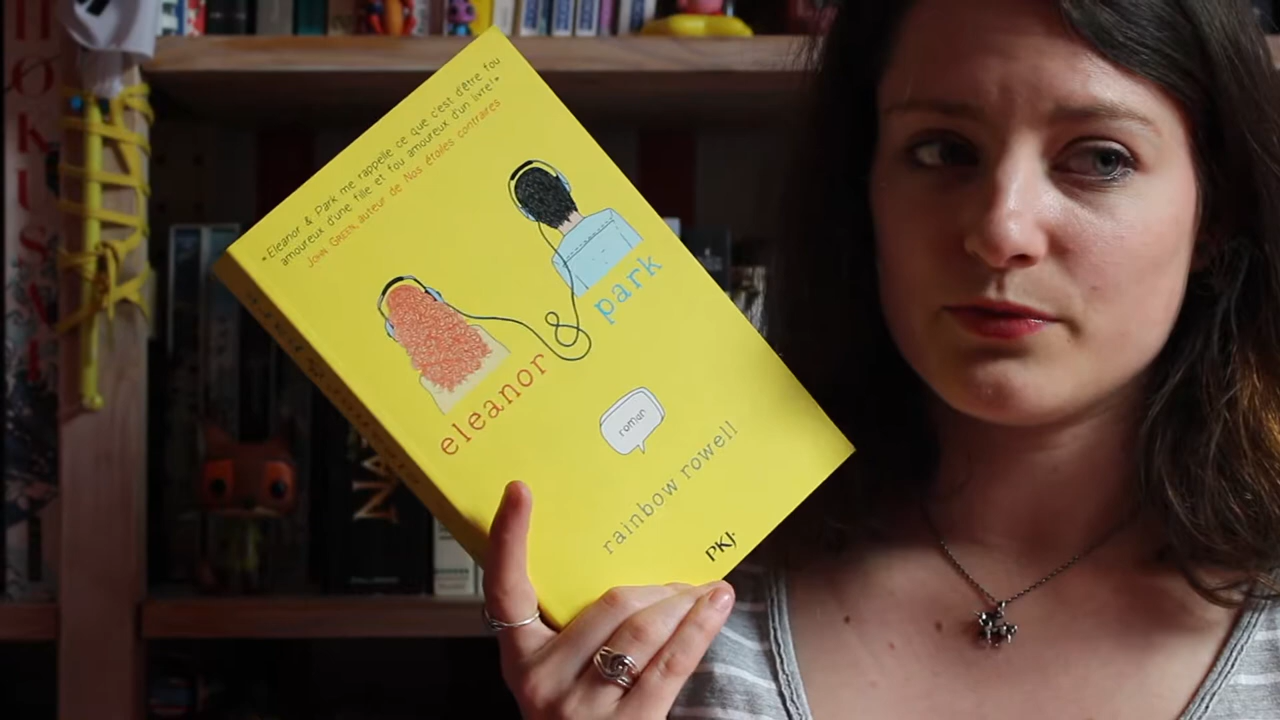 «Eleanor & Park me rappelle ce que c'est d'être fou
amoureux d'une fille et fou amoureux d'un livre!»
JOHN GREEN, auteur de Nos étoiles contraires
eleanor
&
park
roman
rainbow rowell
PKJ.